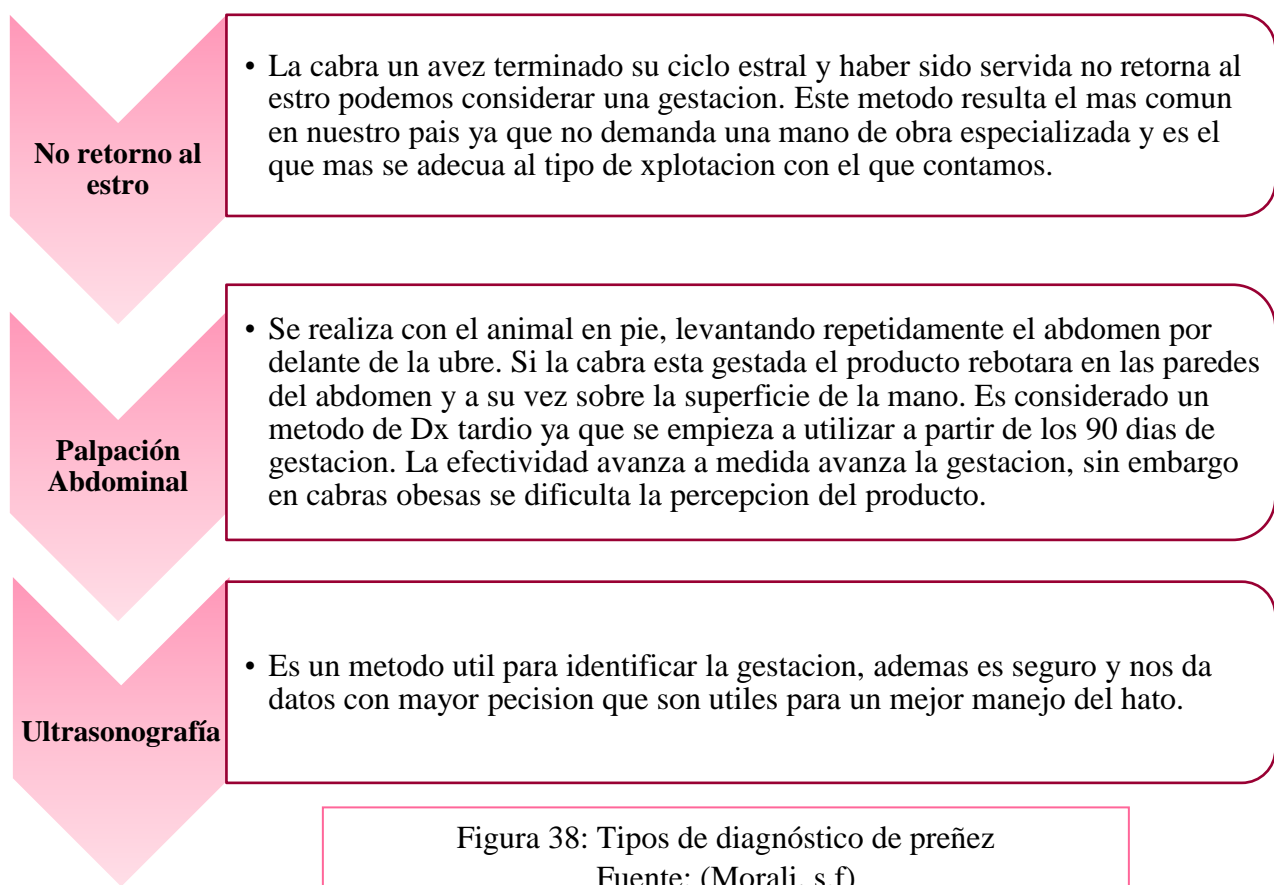 No retorno al
estro
• La cabra un avez terminado su ciclo estral y haber sido servida no retorna al
estro podemos considerar una gestacion. Este metodo resulta el mas comun
en nuestro pais ya que no demanda una mano de obra especializada y es el
que mas se adecua al tipo de xplotacion con el que contamos.
Palpación
Abdominal
• Se realiza con el animal en pie, levantando repetidamente el abdomen por
delante de la ubre. Si la cabra esta gestada el producto rebotara en las paredes
del abdomen y a su vez sobre la superficie de la mano. Es considerado un
metodo de Dx tardio ya que se empieza a utilizar a partir de los 90 dias de
gestacion. La efectividad avanza a medida avanza la gestacion, sin embargo
en cabras obesas se dificulta la percepcion del producto.
Ultrasonografía
• Es un metodo util para identificar la gestacion, ademas es seguro y nos da
datos con mayor pecision que son utiles para un mejor manejo del hato.
Figura 38: Tipos de diagnóstico de preñez
Fuente: (Morali, s.f)